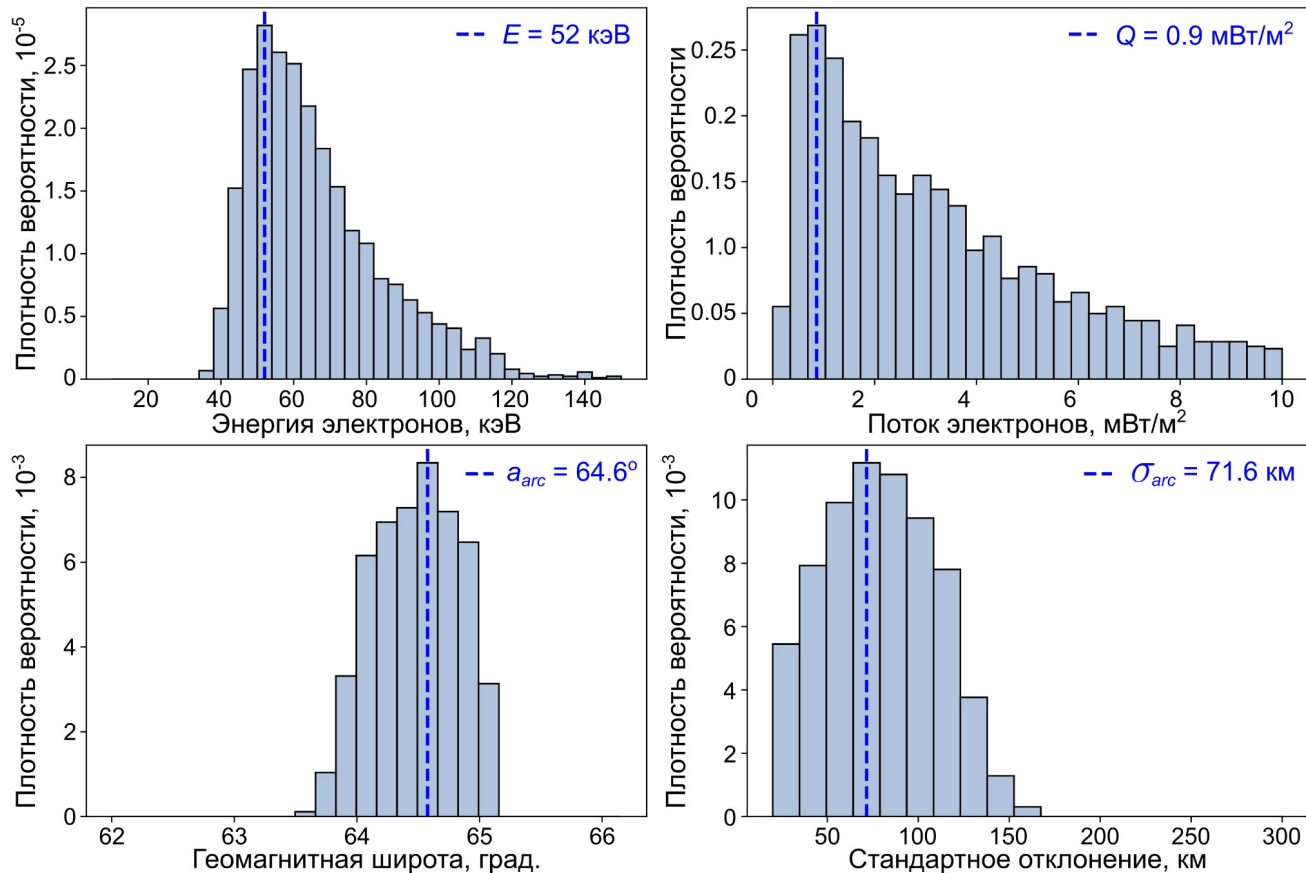 Плотность вероятности, 10⁻⁵
2.5
2.0
1.5
1.0
0.5
0
E = 52 кэВ
20 40 60 80 100 120 140
Энергия электронов, кэВ
Плотность вероятности
0.25
0.2
0.15
1.0
0.05
0
Q = 0.9 мВт/м²
0 2 4 6 8 10
Поток электронов, мВт/м²
Плотность вероятности, 10⁻³
8
6
4
2
0
a_arc = 64.6º
62 63 64 65 66
Геомагнитная широта, град.
Плотность вероятности, 10⁻³
10
8
6
4
2
0
σ_arc = 71.6 км
50 100 150 200 250 300
Стандартное отклонение, км